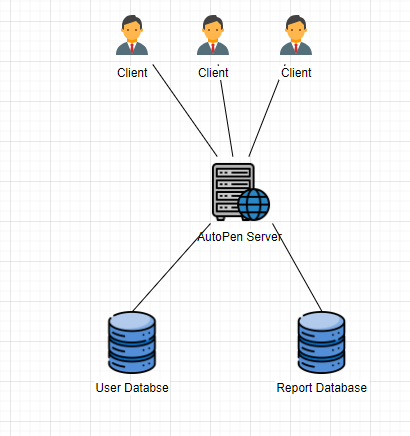 Client
Client
Client
AutoPen Server
User Databse
Report Database